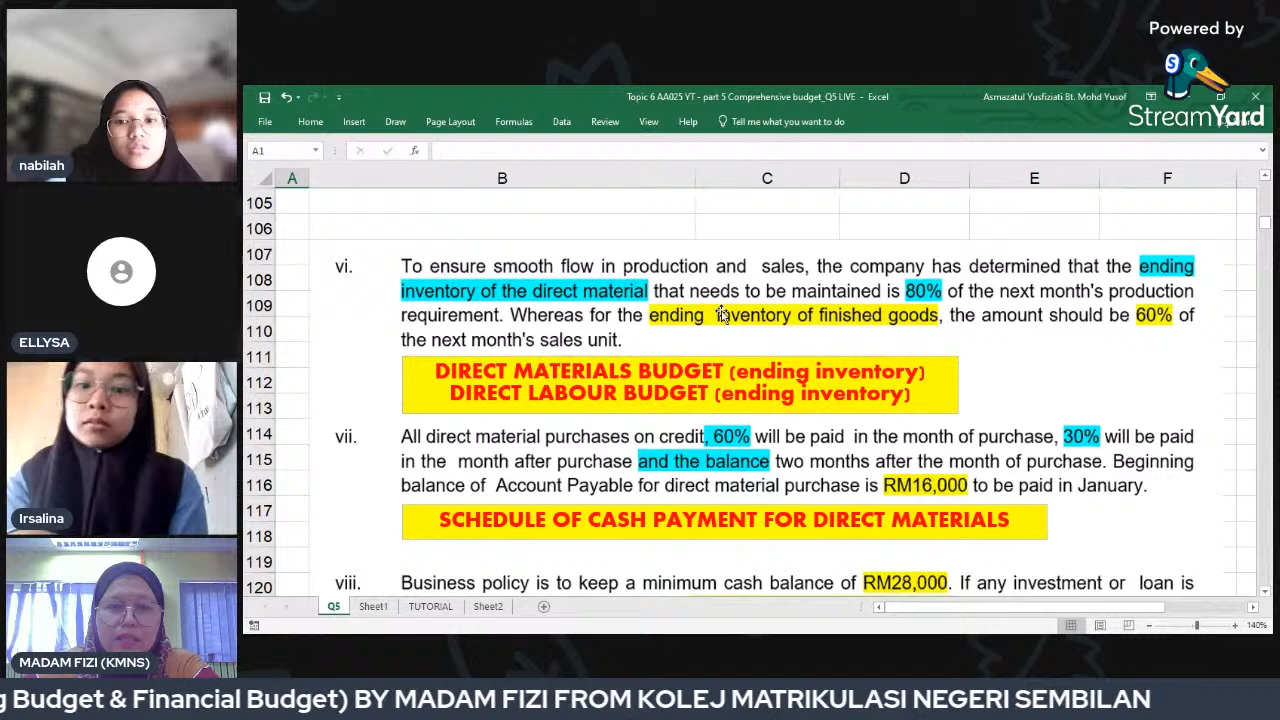 Powered by
StreamYard
nabilah
ELLYSA
Irsalina
MADAM FIZI (KMNS)
Topic 6 AA025 YT - part 5 Comprehensive budget_Q5 LIVE - Excel
Asmazatul Yusfiziati Bt. Mohd Yusof
File Home Insert Draw Page Layout Formulas Data Review View Help Tell me what you want to do
A1
fx
A B C D E F
105
106
107
108
109
110
111
112
113
114
115
116
117
118
119
120
vi. To ensure smooth flow in production and sales, the company has determined that the ending
inventory of the direct material that needs to be maintained is 80% of the next month's production
requirement. Whereas for the ending inventory of finished goods, the amount should be 60% of
the next month's sales unit.
DIRECT MATERIALS BUDGET (ending inventory)
DIRECT LABOUR BUDGET (ending inventory)
vii. All direct material purchases on credit, 60% will be paid in the month of purchase, 30% will be paid
in the month after purchase and the balance two months after the month of purchase. Beginning
balance of Account Payable for direct material purchase is RM16,000 to be paid in January.
SCHEDULE OF CASH PAYMENT FOR DIRECT MATERIALS
viii. Business policy is to keep a minimum cash balance of RM28,000. If any investment or loan is
Q5 Sheet1 TUTORIAL Sheet2
140%
g Budget & Financial Budget) BY MADAM FIZI FROM KOLEJ MATRIKULASI NEGERI SEMBILAN